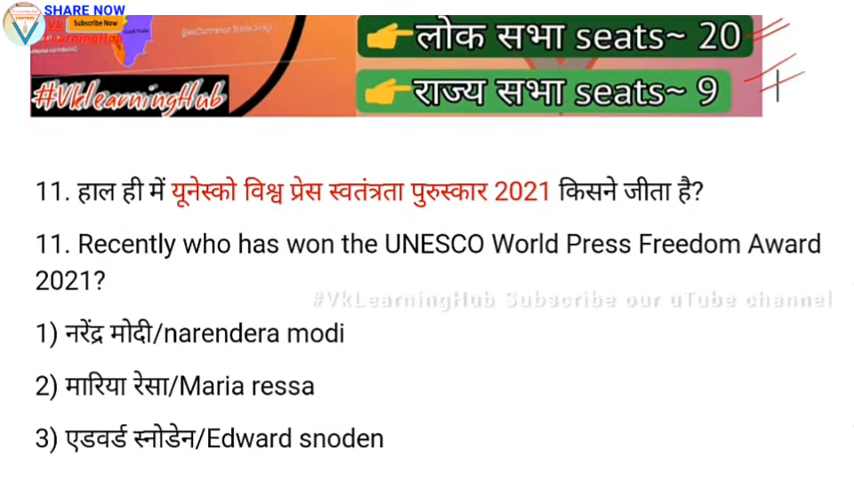 SHARE NOW
Vk
Subscribe Now
LearningHub
👉लोक सभा seats~ 20
#VklearningHub
👉राज्य सभा seats~ 9
11. हाल ही में यूनेस्को विश्व प्रेस स्वतंत्रता पुरुस्कार 2021 किसने जीता है?
11. Recently who has won the UNESCO World Press Freedom Award
2021?
#VkLearningHub Subscribe our uTube channel
1) नरेंद्र मोदी/narendera modi
2) मारिया रेसा/Maria ressa
3) एडवर्ड स्नोडेन/Edward snoden